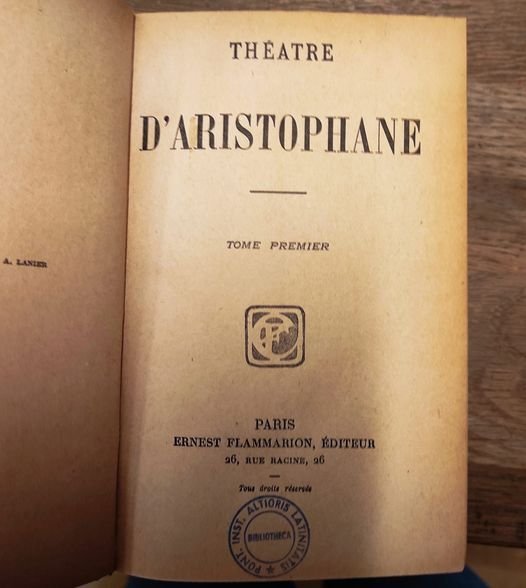 A. LANIER
THÉATRE
D'ARISTOPHANE
TOME PREMIER
PARIS
ERNEST FLAMMARION, ÉDITEUR
26, RUE RACINE, 26
Tous droits réservés
PONT. INST. ALTIORIS LATINITATIS
BIBLIOTHECA